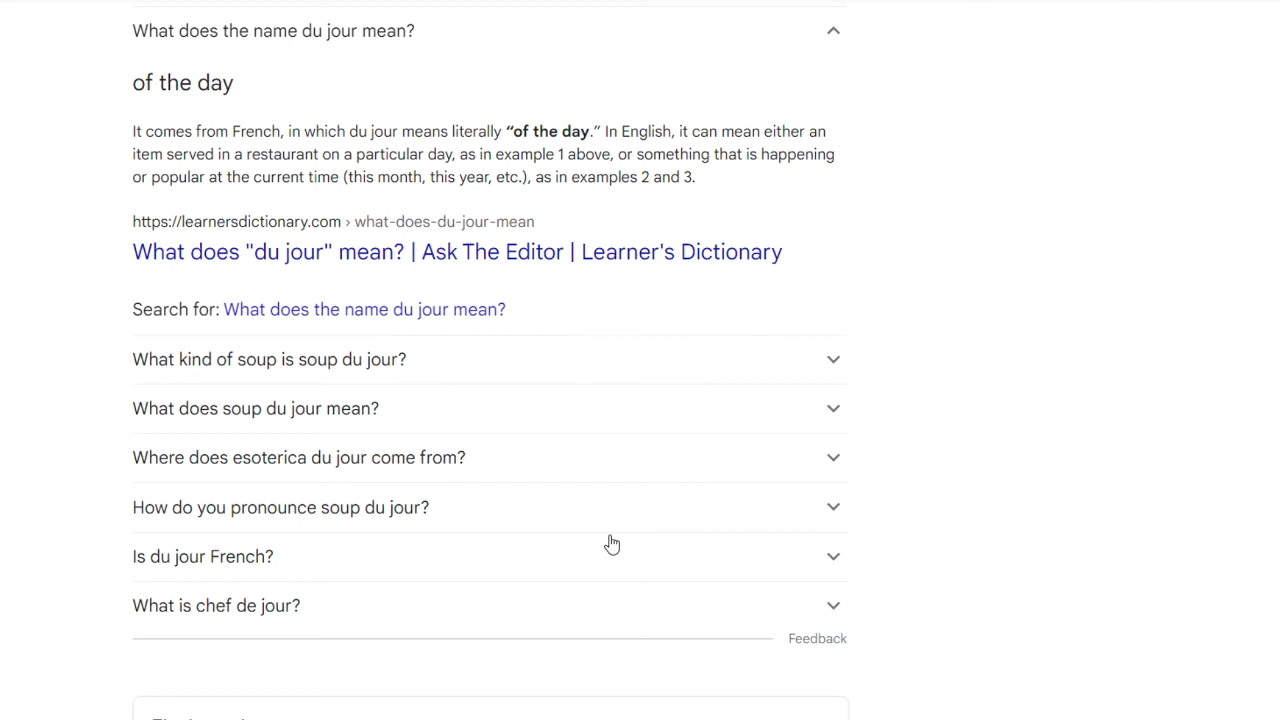 What does the name du jour mean?
of the day
It comes from French, in which du jour means literally “of the day.” In English, it can mean either an
item served in a restaurant on a particular day, as in example 1 above, or something that is happening
or popular at the current time (this month, this year, etc.), as in examples 2 and 3.
https://learnersdictionary.com › what-does-du-jour-mean
What does "du jour" mean? | Ask The Editor | Learner's Dictionary
Search for: What does the name du jour mean?
What kind of soup is soup du jour?
What does soup du jour mean?
Where does esoterica du jour come from?
How do you pronounce soup du jour?
Is du jour French?
What is chef de jour?
Feedback